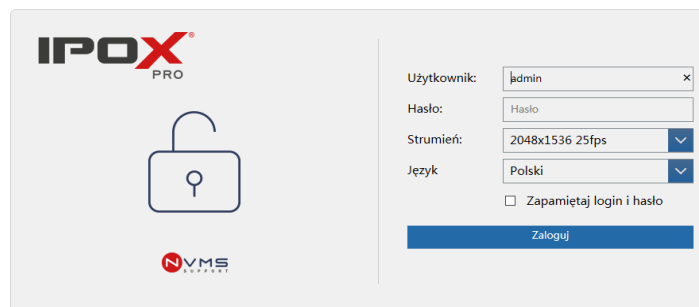 IPOX®
PRO
NVMS
SUPPORT
Użytkownik: admin ×
Hasło: Hasło
Strumień: 2048x1536 25fps
Język Polski
Zapamiętaj login i hasło
Zaloguj